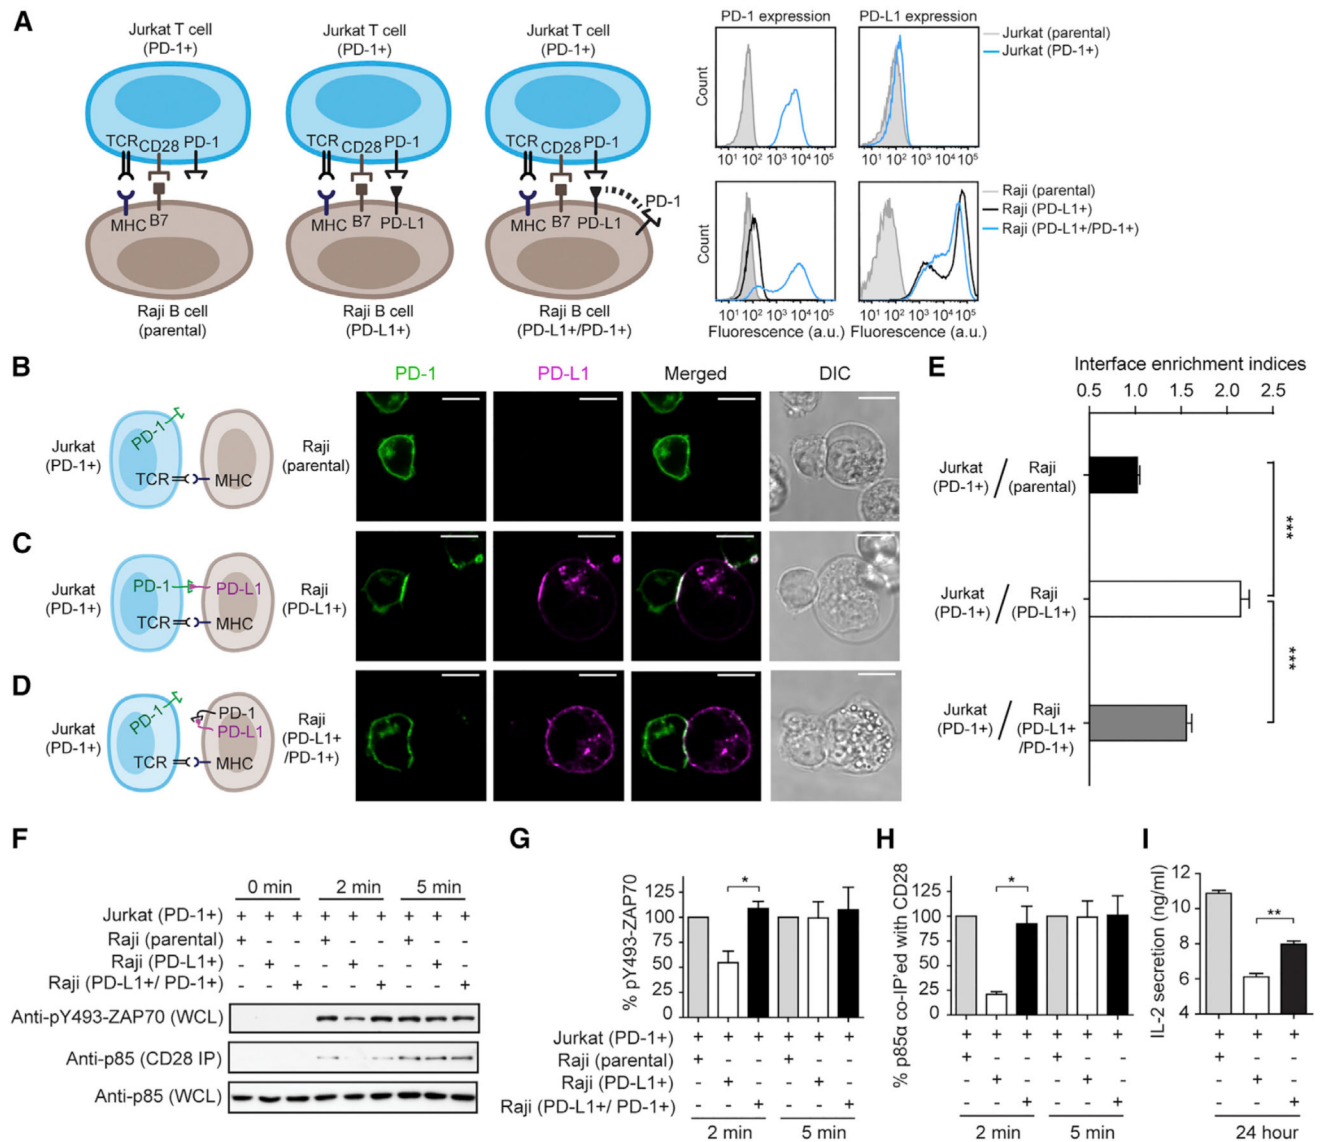 A
Jurkat T cell
(PD-1+)
TCR CD28 PD-1
MHC B7
Raji B cell
(parental)
Jurkat T cell
(PD-1+)
TCR CD28 PD-1
MHC B7 PD-L1
Raji B cell
(PD-L1+)
Jurkat T cell
(PD-1+)
TCR CD28 PD-1
PD-1
MHC B7 PD-L1
Raji B cell
(PD-L1+/PD-1+)
PD-1 expression
PD-L1 expression
Jurkat (parental)
Jurkat (PD-1+)
Count
10¹ 10² 10³ 10⁴ 10⁵
10¹ 10² 10³ 10⁴ 10⁵
Raji (parental)
Raji (PD-L1+)
Raji (PD-L1+/PD-1+)
Count
10¹ 10² 10³ 10⁴ 10⁵
10¹ 10² 10³ 10⁴ 10⁵
Fluorescence (a.u.)
Fluorescence (a.u.)
B
PD-1
PD-L1
Merged
DIC
Jurkat
(PD-1+)
PD-1
TCR
MHC
Raji
(parental)
C
Jurkat
(PD-1+)
PD-1
PD-L1
TCR
MHC
Raji
(PD-L1+)
D
Jurkat
(PD-1+)
PD-1
PD-1
PD-L1
TCR
MHC
Raji
(PD-L1+
/PD-1+)
E
Interface enrichment indices
0.5 1.0 1.5 2.0 2.5
Jurkat
(PD-1+) / Raji
(parental)
***
Jurkat
(PD-1+) / Raji
(PD-L1+)
***
Jurkat
(PD-1+) / Raji
(PD-L1+
/PD-1+)
F
0 min 2 min 5 min
Jurkat (PD-1+) + + + + + + + + +
Raji (parental) + - - + - - + - -
Raji (PD-L1+) - + - - + - - + -
Raji (PD-L1+/ PD-1+) - - + - - + - - +
Anti-pY493-ZAP70 (WCL)
Anti-p85 (CD28 IP)
Anti-p85 (WCL)
G
% pY493-ZAP70
125
100
75
50
25
0
*
Jurkat (PD-1+) + + + + + +
Raji (parental) + - - + - -
Raji (PD-L1+) - + - - + -
Raji (PD-L1+/ PD-1+) - - + - - +
2 min 5 min
H
% p85α co-IP'ed with CD28
125
100
75
50
25
0
*
+ + + + + +
+ - - + - -
- + - - + -
- - + - - +
2 min 5 min
I
IL-2 secretion (ng/ml)
12
10
8
6
4
**
+ + +
+ - -
- + -
- - +
24 hour